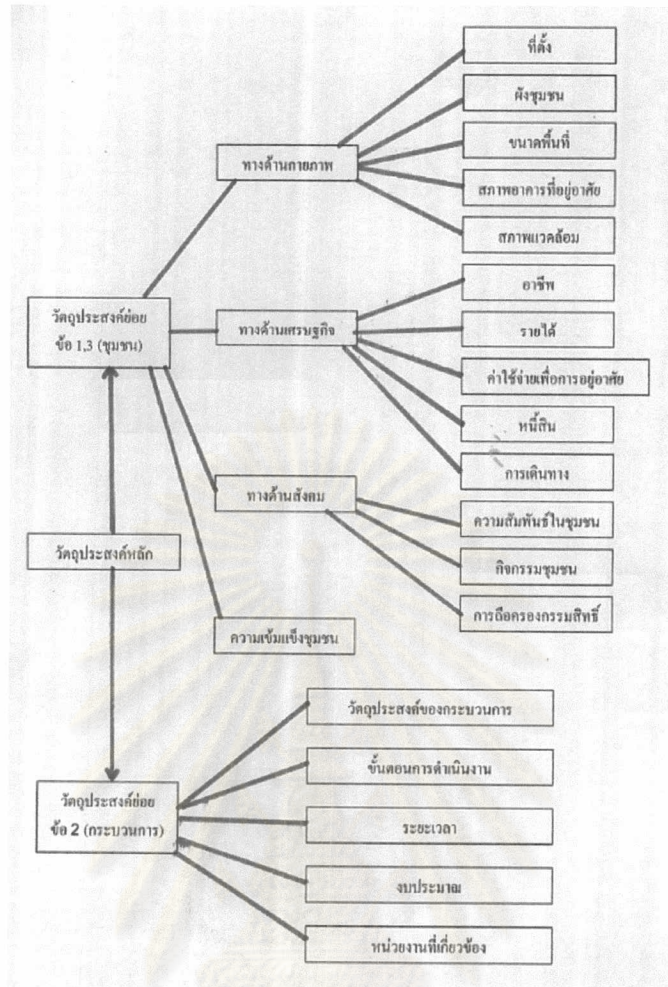 ที่ตั้ง
ผังชุมชน
ขนาดพื้นที่
ทางด้านกายภาพ
สภาพอาคารที่อยู่อาศัย
สภาพแวดล้อม
อาชีพ
วัตถุประสงค์ย่อย
ข้อ 1,3 (ชุมชน)
ทางด้านเศรษฐกิจ
รายได้
ค่าใช้จ่ายเพื่อการอยู่อาศัย
หนี้สิน
การเดินทาง
ทางด้านสังคม
ความสัมพันธ์ในชุมชน
วัตถุประสงค์หลัก
กิจกรรมชุมชน
การถือครองกรรมสิทธิ์
ความเข้มแข็งชุมชน
วัตถุประสงค์ของกระบวนการ
ขั้นตอนการดำเนินงาน
วัตถุประสงค์ย่อย
ข้อ 2 (กระบวนการ)
ระยะเวลา
งบประมาณ
หน่วยงานที่เกี่ยวข้อง